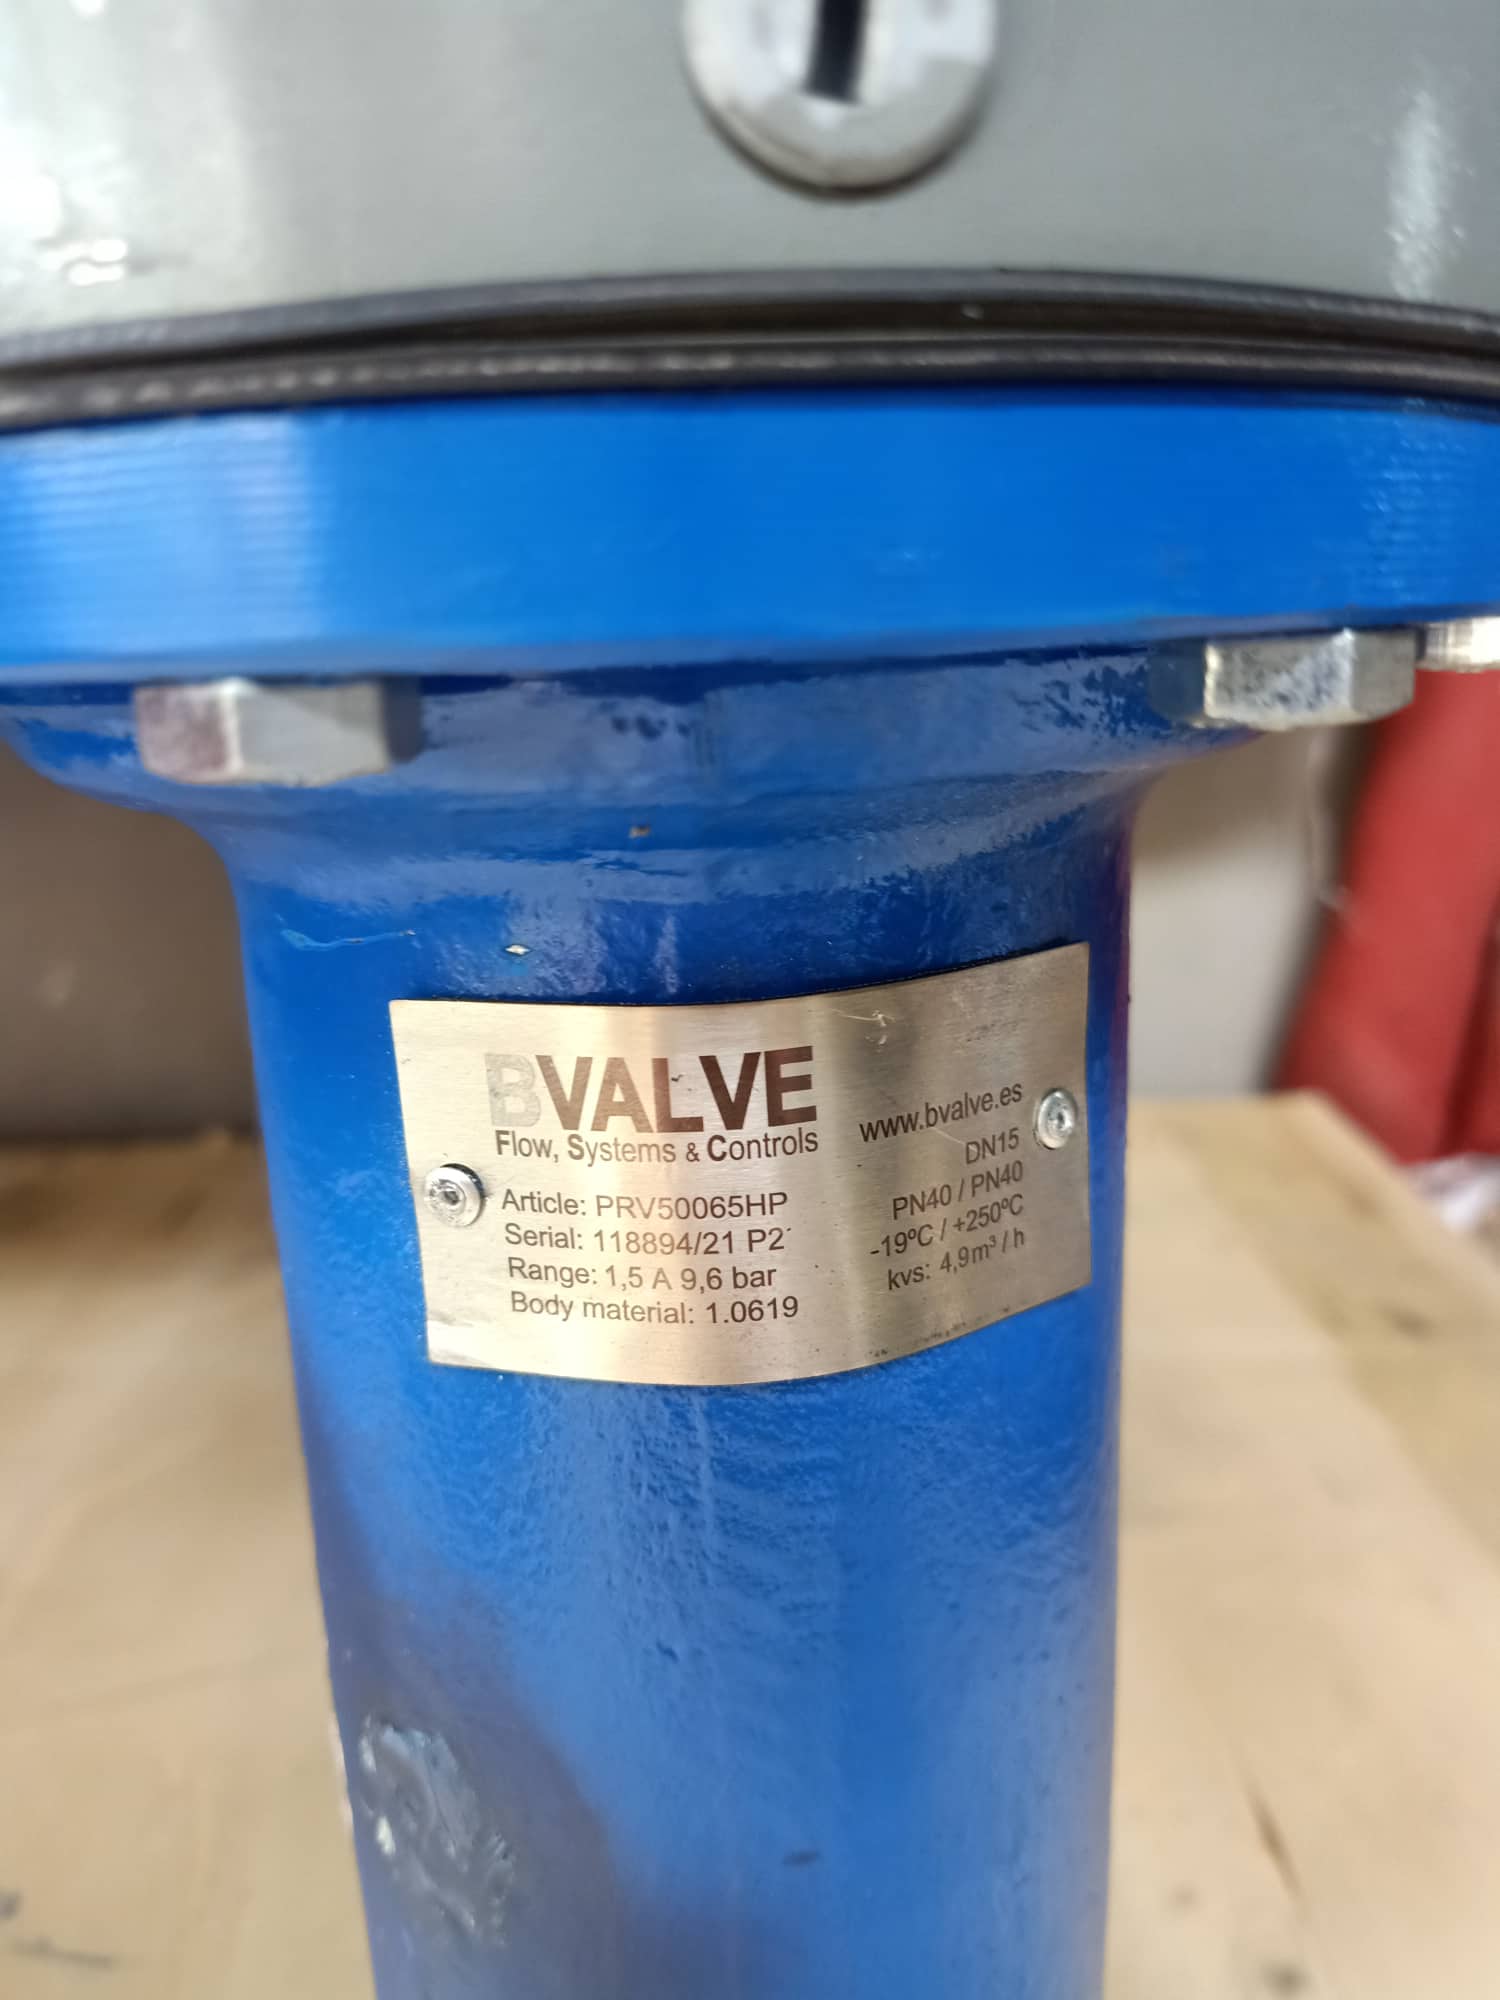 BVALVE
Flow, Systems & Controls
www.bvalve.es
Article: PRV50065HP
Serial: 118894/21 P2
Range: 1,5 A 9,6 bar
Body material: 1.0619
DN15
PN40 / PN40
-19ºC / +250ºC
kvs: 4,9m³ / h